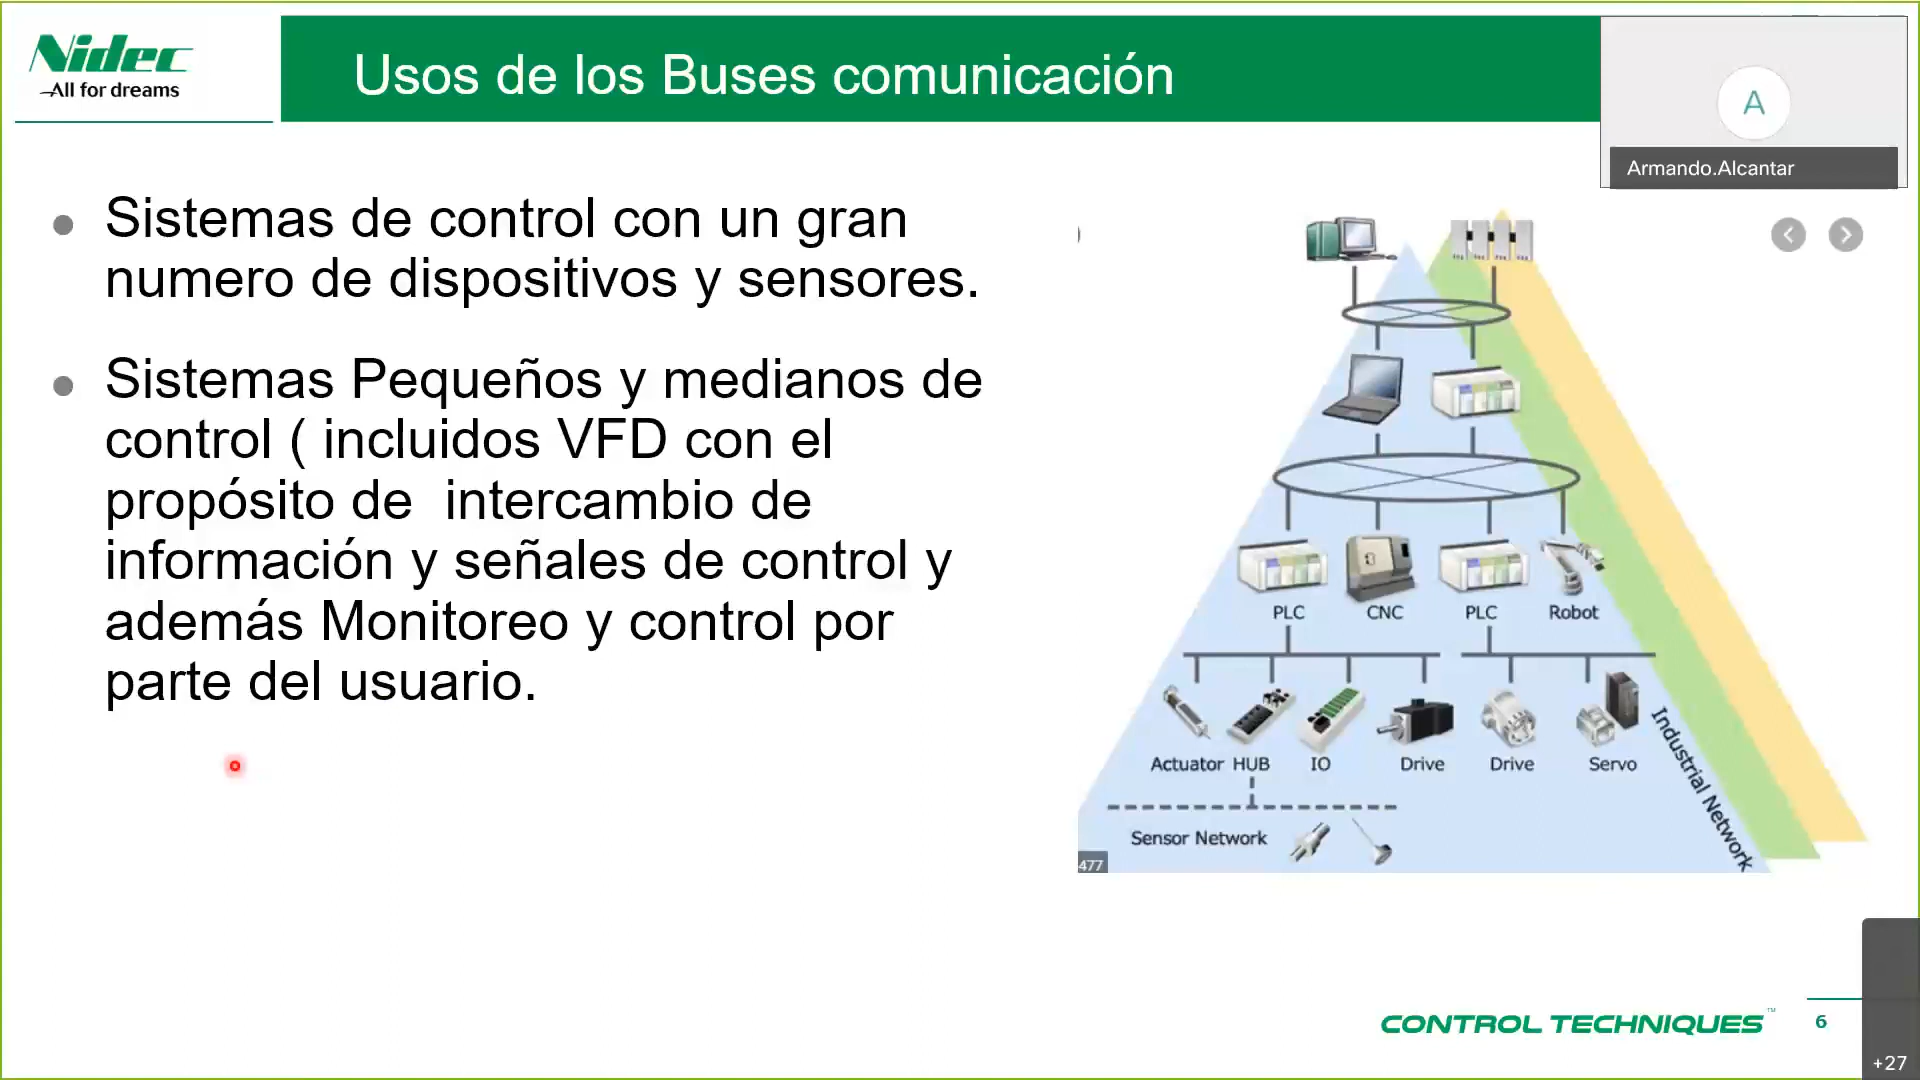 Nidec
All for dreams
Usos de los Buses comunicación
A
Armando.Alcantar
Sistemas de control con un gran
numero de dispositivos y sensores.
Sistemas Pequeños y medianos de
control ( incluidos VFD con el
propósito de  intercambio de
información y señales de control y
además Monitoreo y control por
parte del usuario.
PLC CNC PLC Robot
Actuator HUB IO Drive Drive Servo
Industrial Network
Sensor Network
477
CONTROL TECHNIQUES™
6
+27